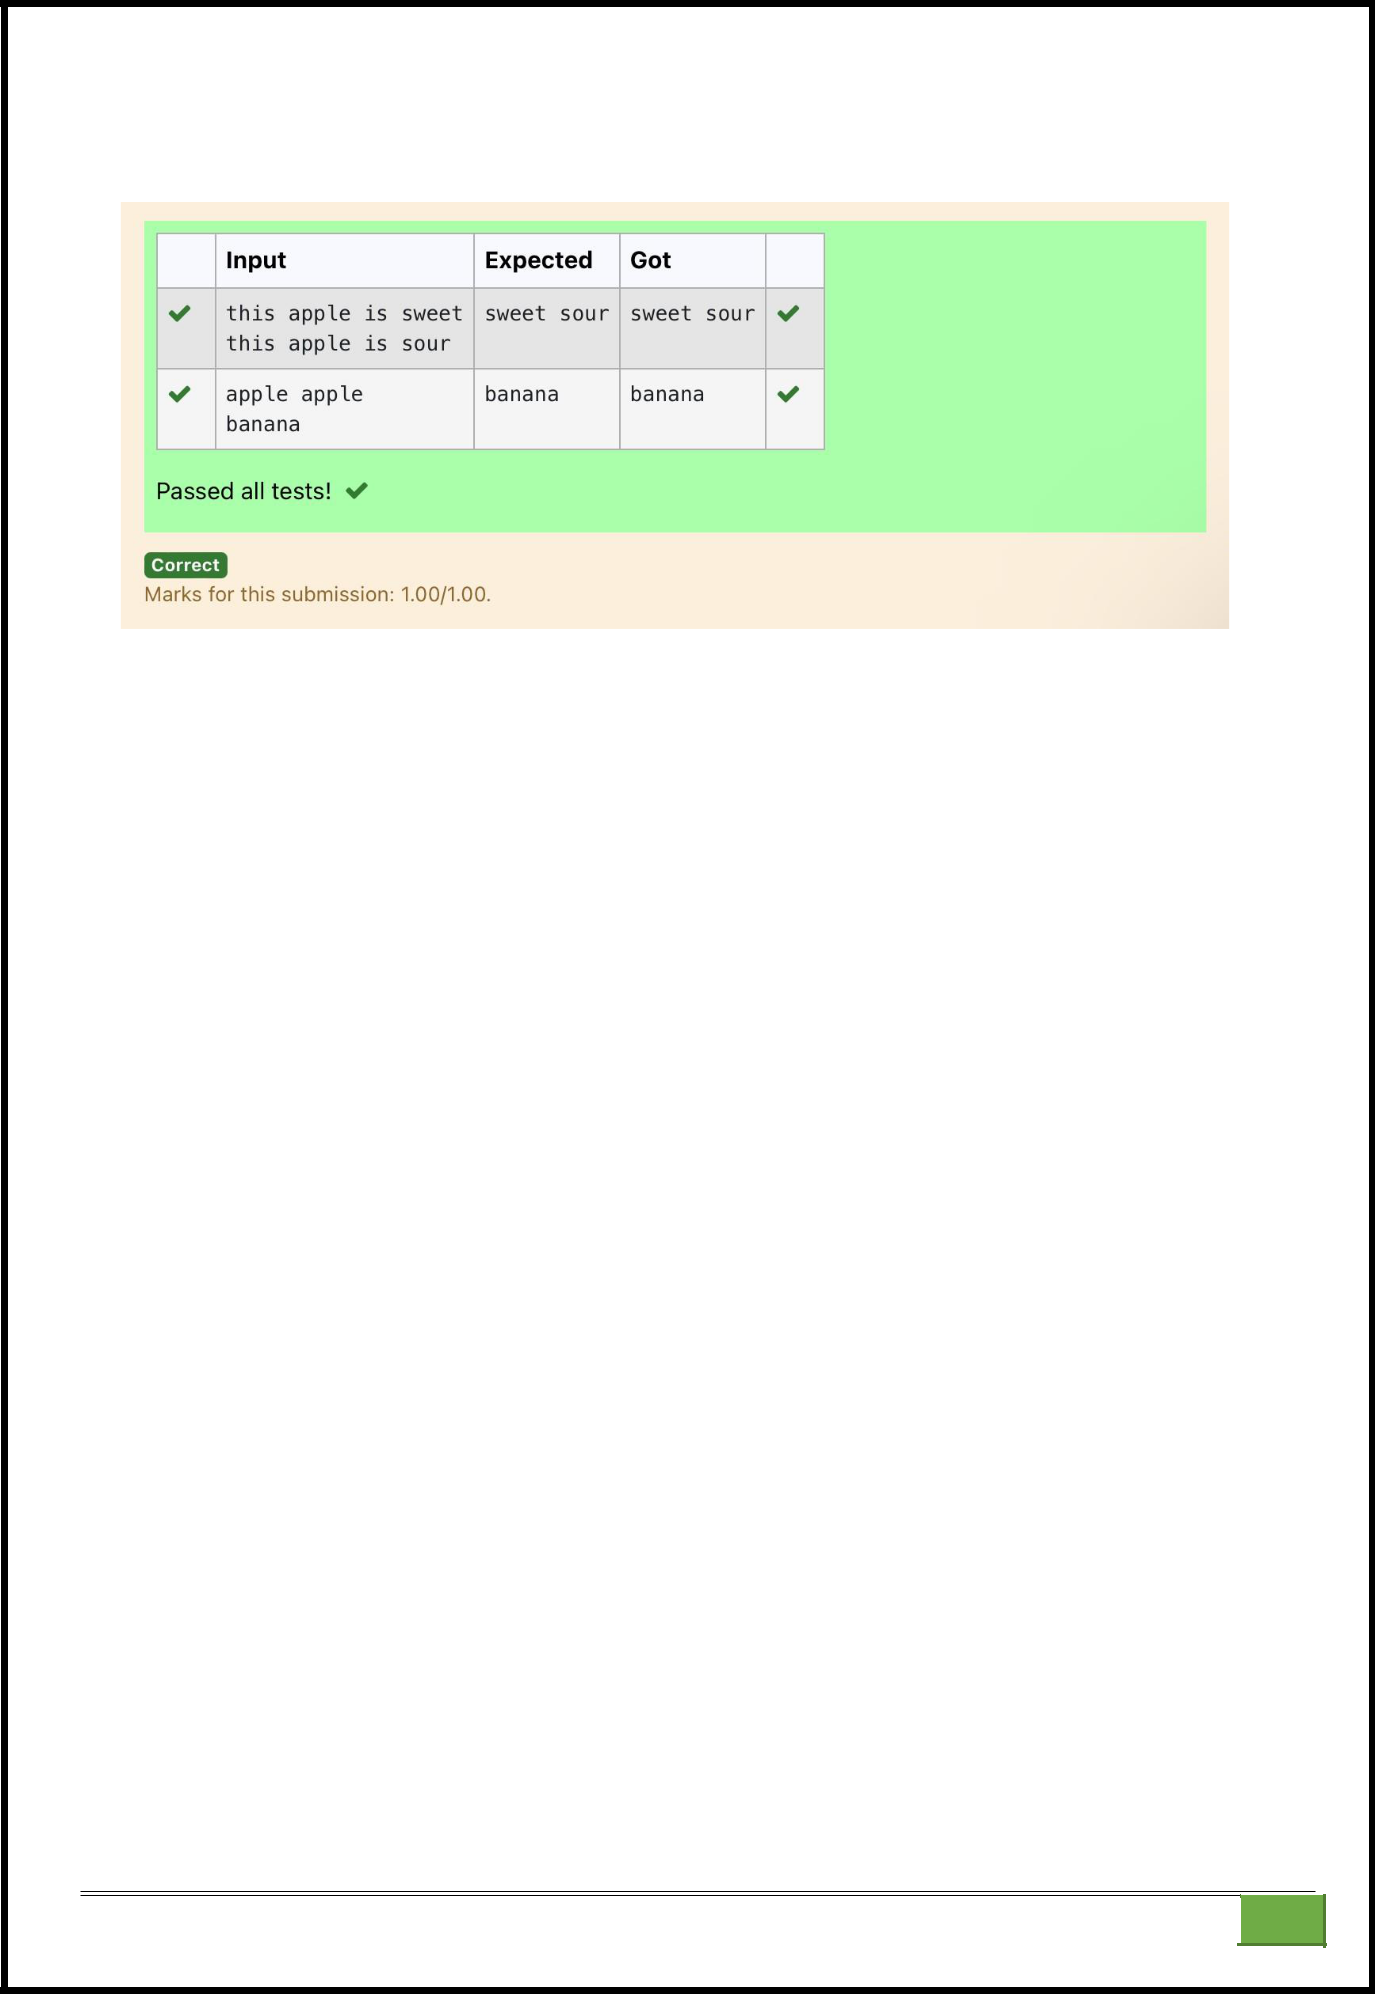 Input Expected Got
this apple is sweet sweet sour sweet sour
this apple is sour
apple apple banana banana
banana
Passed all tests!
Correct
Marks for this submission: 1.00/1.00.